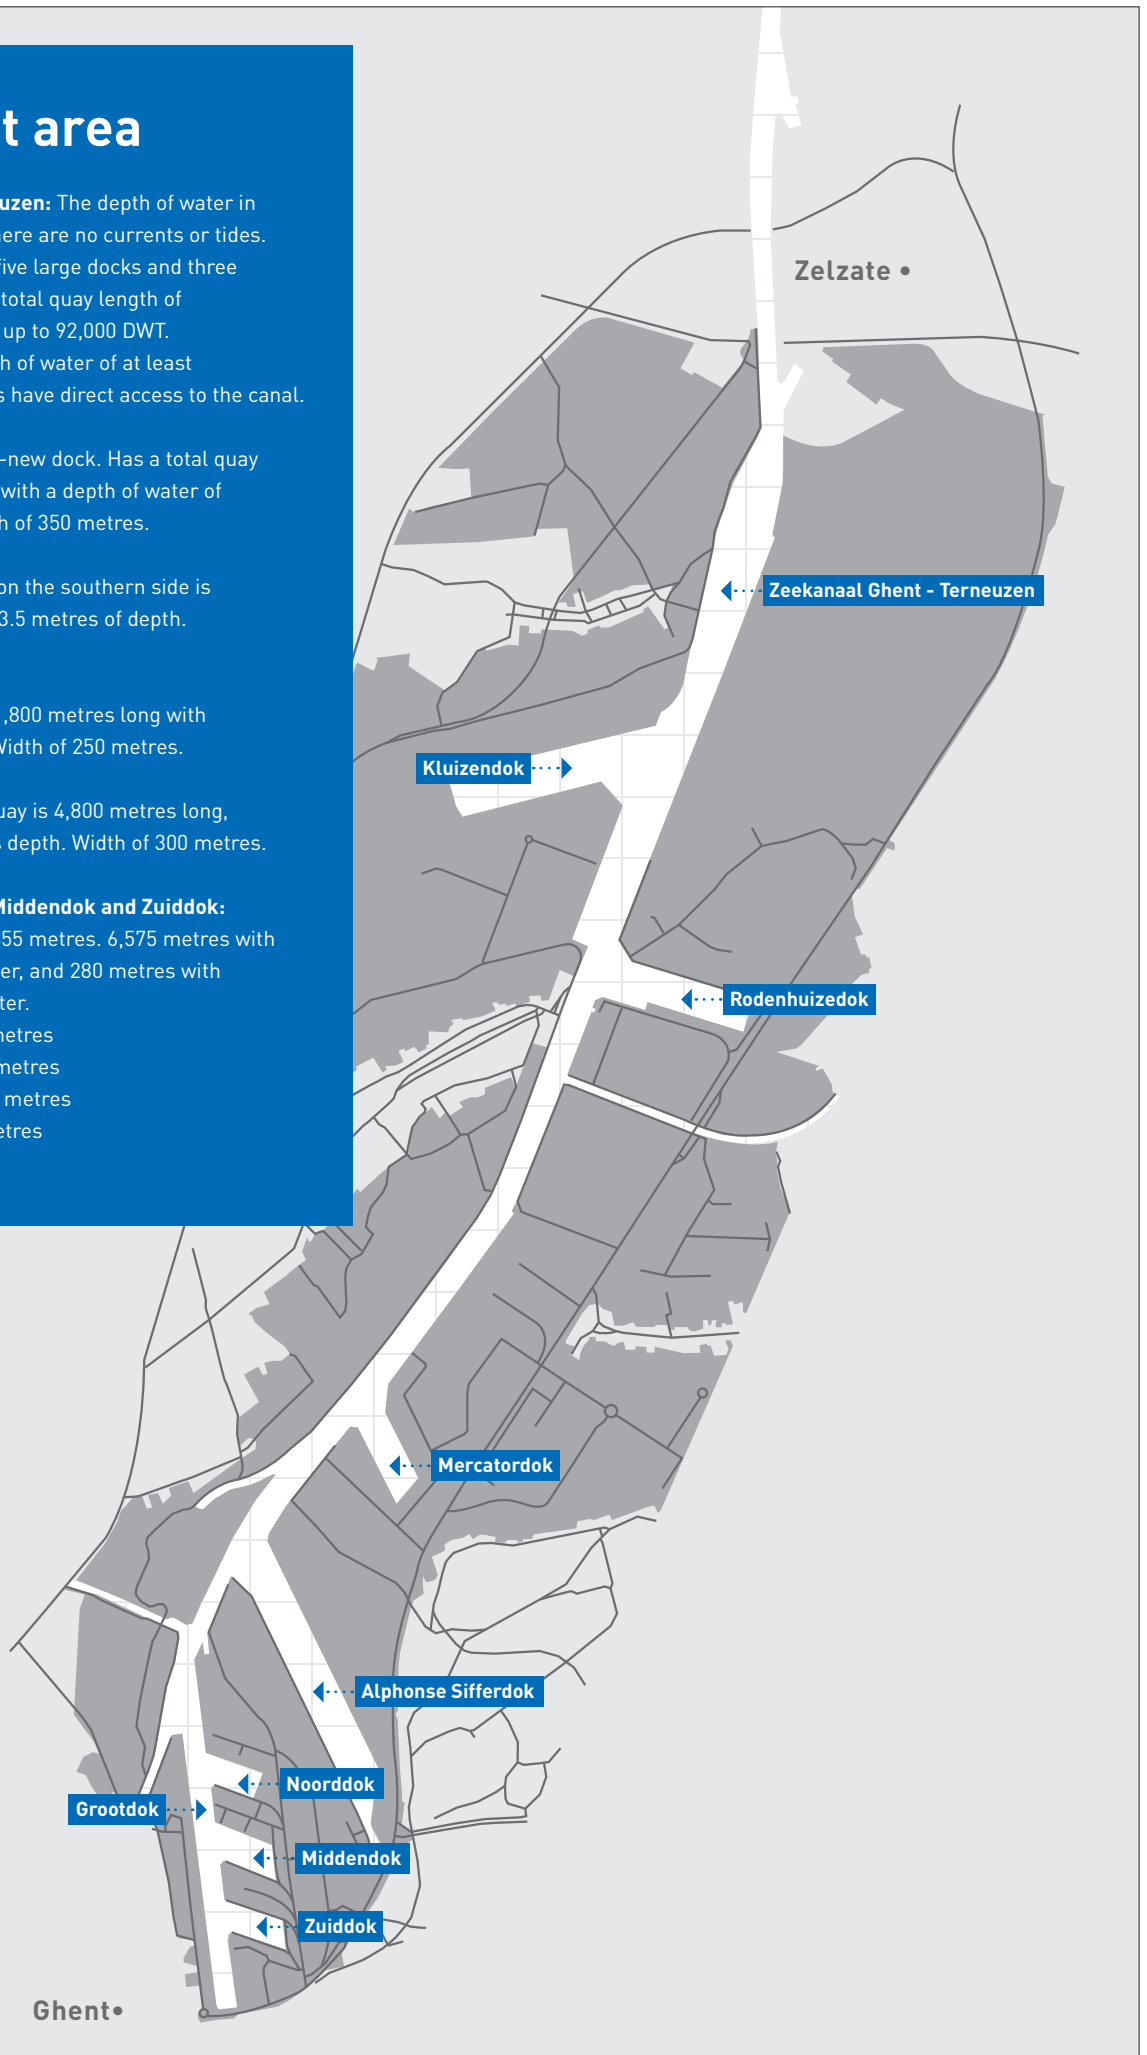 t area
uzen: The depth of water in
here are no currents or tides.
five large docks and three
total quay length of
up to 92,000 DWT.
h of water of at least
s have direct access to the canal.
-new dock. Has a total quay
with a depth of water of
h of 350 metres.
on the southern side is
3.5 metres of depth.
,800 metres long with
Width of 250 metres.
uay is 4,800 metres long,
s depth. Width of 300 metres.
Middendok and Zuiddok:
55 metres. 6,575 metres with
er, and 280 metres with
ter.
metres
metres
metres
etres
Zelzate
Zeekanaal Ghent - Terneuzen
Kluizendok
Rodenhuizedok
Mercatordok
Alphonse Sifferdok
Noorddok
Grootdok
Middendok
Zuiddok
Ghent